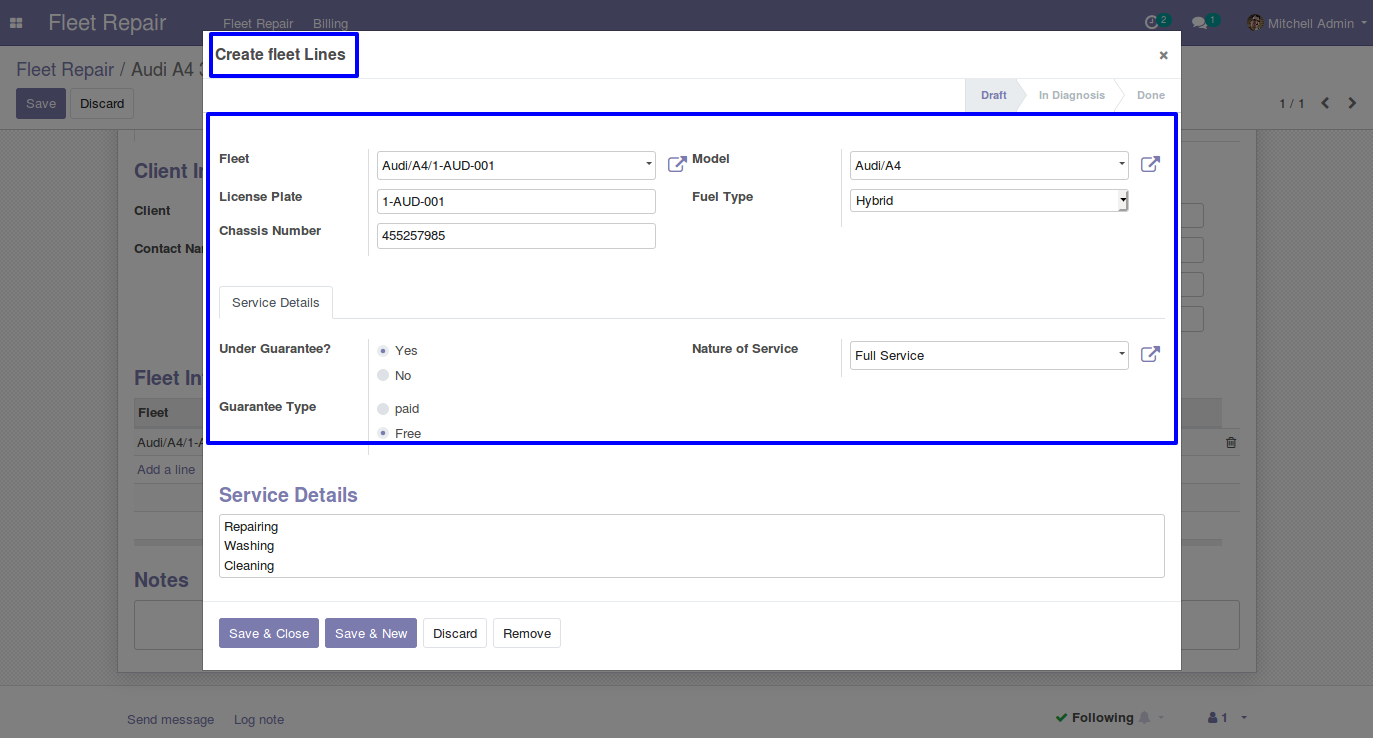 Fleet Repair Fleet Repair Billing 2 1 Mitchell Admin
Create fleet Lines ×
Fleet Repair / Audi A4
Save Discard
Draft In Diagnosis Done
1 / 1
Fleet Audi/A4/1-AUD-001 Model Audi/A4
License Plate 1-AUD-001 Fuel Type Hybrid
Chassis Number 455257985
Client
Client
Contact
Service Details
Under Guarantee? Yes Nature of Service Full Service
No
Guarantee Type paid
Free
Fleet
Fleet
Audi/A4/1-
Add a line
Service Details
Repairing
Washing
Cleaning
Notes
Save & Close Save & New Discard Remove
Send message Log note Following 1